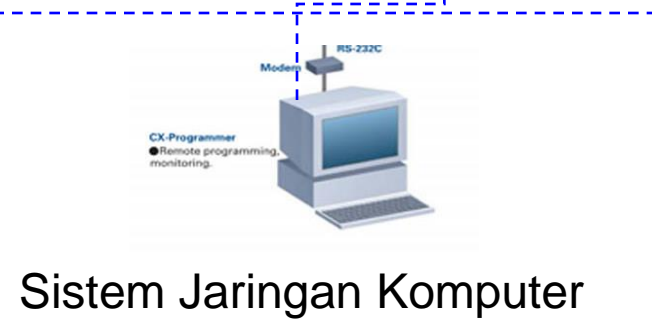 RS-232C
Modem
CX-Programmer
●Remote programming,
monitoring.
Sistem Jaringan Komputer